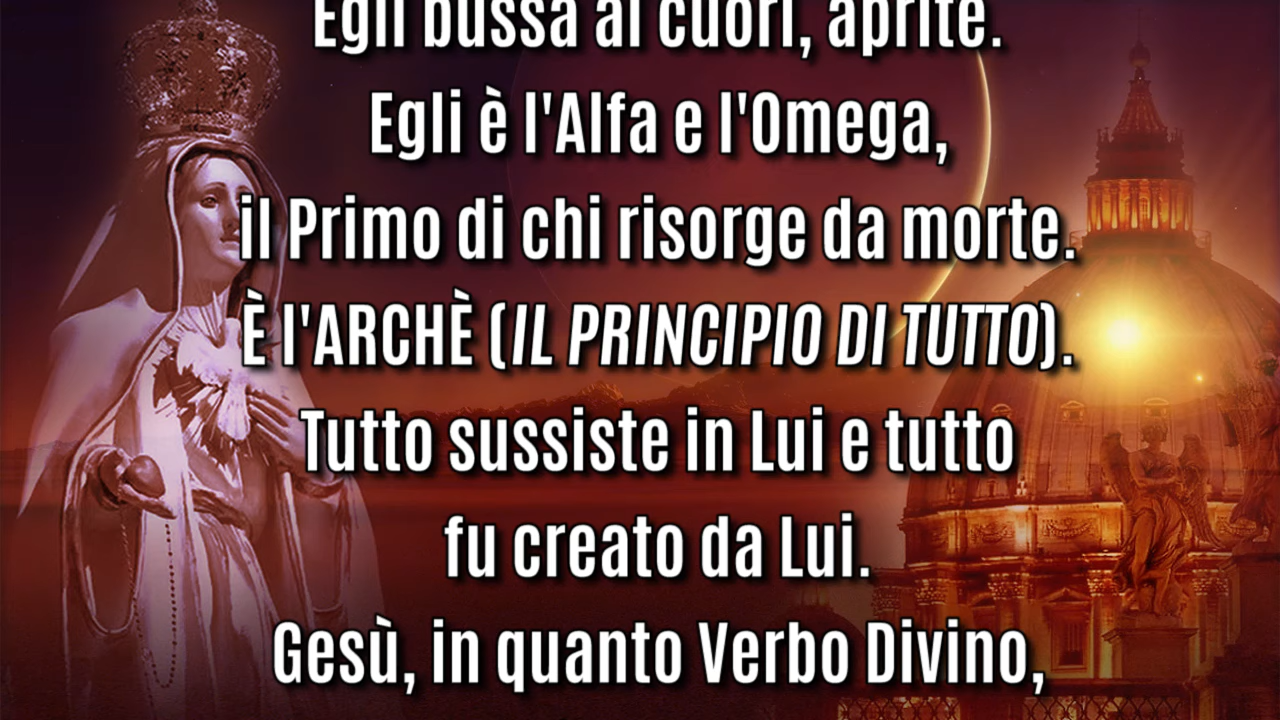 Egli bussa ai cuori, aprite.
Egli è l'Alfa e l'Omega,
il Primo di chi risorge da morte.
È l'ARCHÈ (IL PRINCIPIO DI TUTTO).
Tutto sussiste in Lui e tutto
fu creato da Lui.
Gesù, in quanto Verbo Divino,